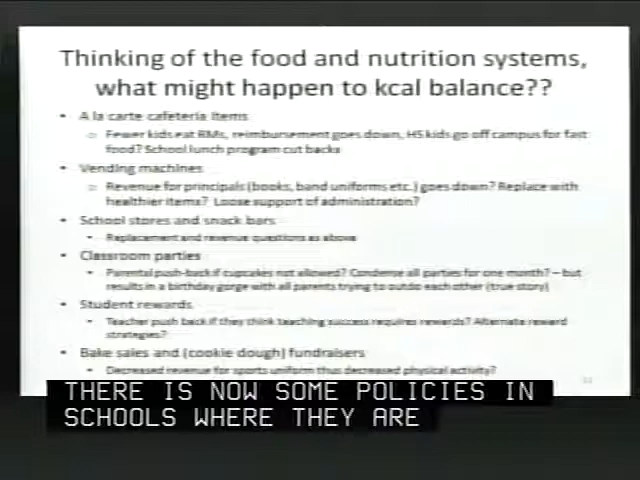 Thinking of the food and nutrition systems,
what might happen to kcal balance??
• A la carte cafeteria items
o Fewer kids eat RMs, reimbursement goes down, HS kids go off campus for fast
food? School lunch program cut backs
• Vending machines
o Revenue for principals (books, band uniforms etc.) goes down? Replace with
healthier items? Loose support of administration?
• School stores and snack bars
• Replacement and revenue questions as above
• Classroom parties
• Parental push-back if cupcakes not allowed? Condense all parties for one month? – but
results in a birthday gorge with all parents trying to outdo each other (true story)
• Student rewards
• Teacher push back if they think teaching success requires rewards? Alternate reward
strategies?
• Bake sales and (cookie dough) fundraisers
• Decreased revenue for sports uniforms thus decreased physical activity?
THERE IS NOW SOME POLICIES IN
SCHOOLS WHERE THEY ARE